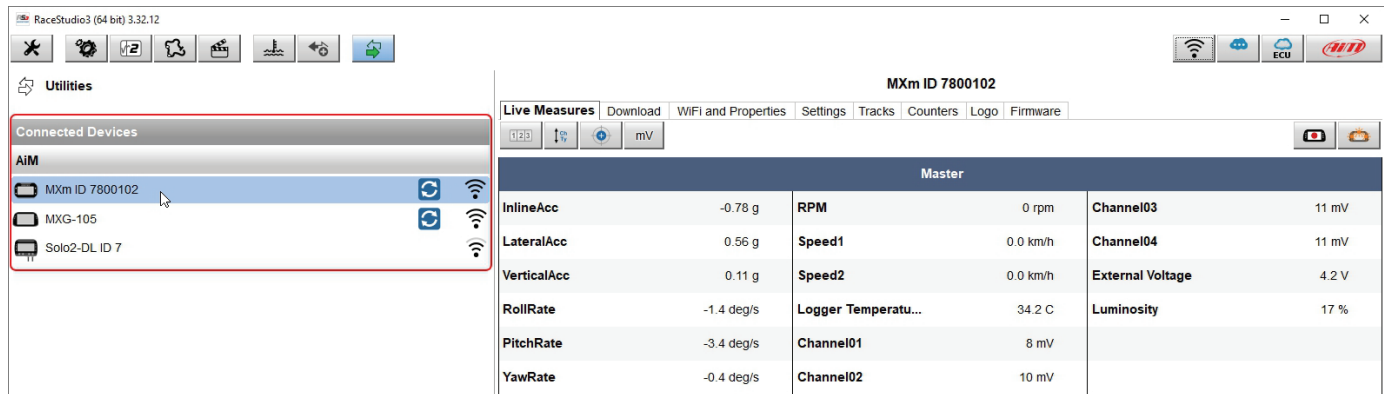 RaceStudio3 (64 bit) 3.32.12
√2
ECU
AiM
Utilities
Connected Devices
AiM
MXm ID 7800102
MXG-105
Solo2-DL ID 7
MXm ID 7800102
Live Measures Download WiFi and Properties Settings Tracks Counters Logo Firmware
123 mV
Master
InlineAcc -0.78 g RPM 0 rpm Channel03 11 mV
LateralAcc 0.56 g Speed1 0.0 km/h Channel04 11 mV
VerticalAcc 0.11 g Speed2 0.0 km/h External Voltage 4.2 V
RollRate -1.4 deg/s Logger Temperatu... 34.2 C Luminosity 17 %
PitchRate -3.4 deg/s Channel01 8 mV
YawRate -0.4 deg/s Channel02 10 mV